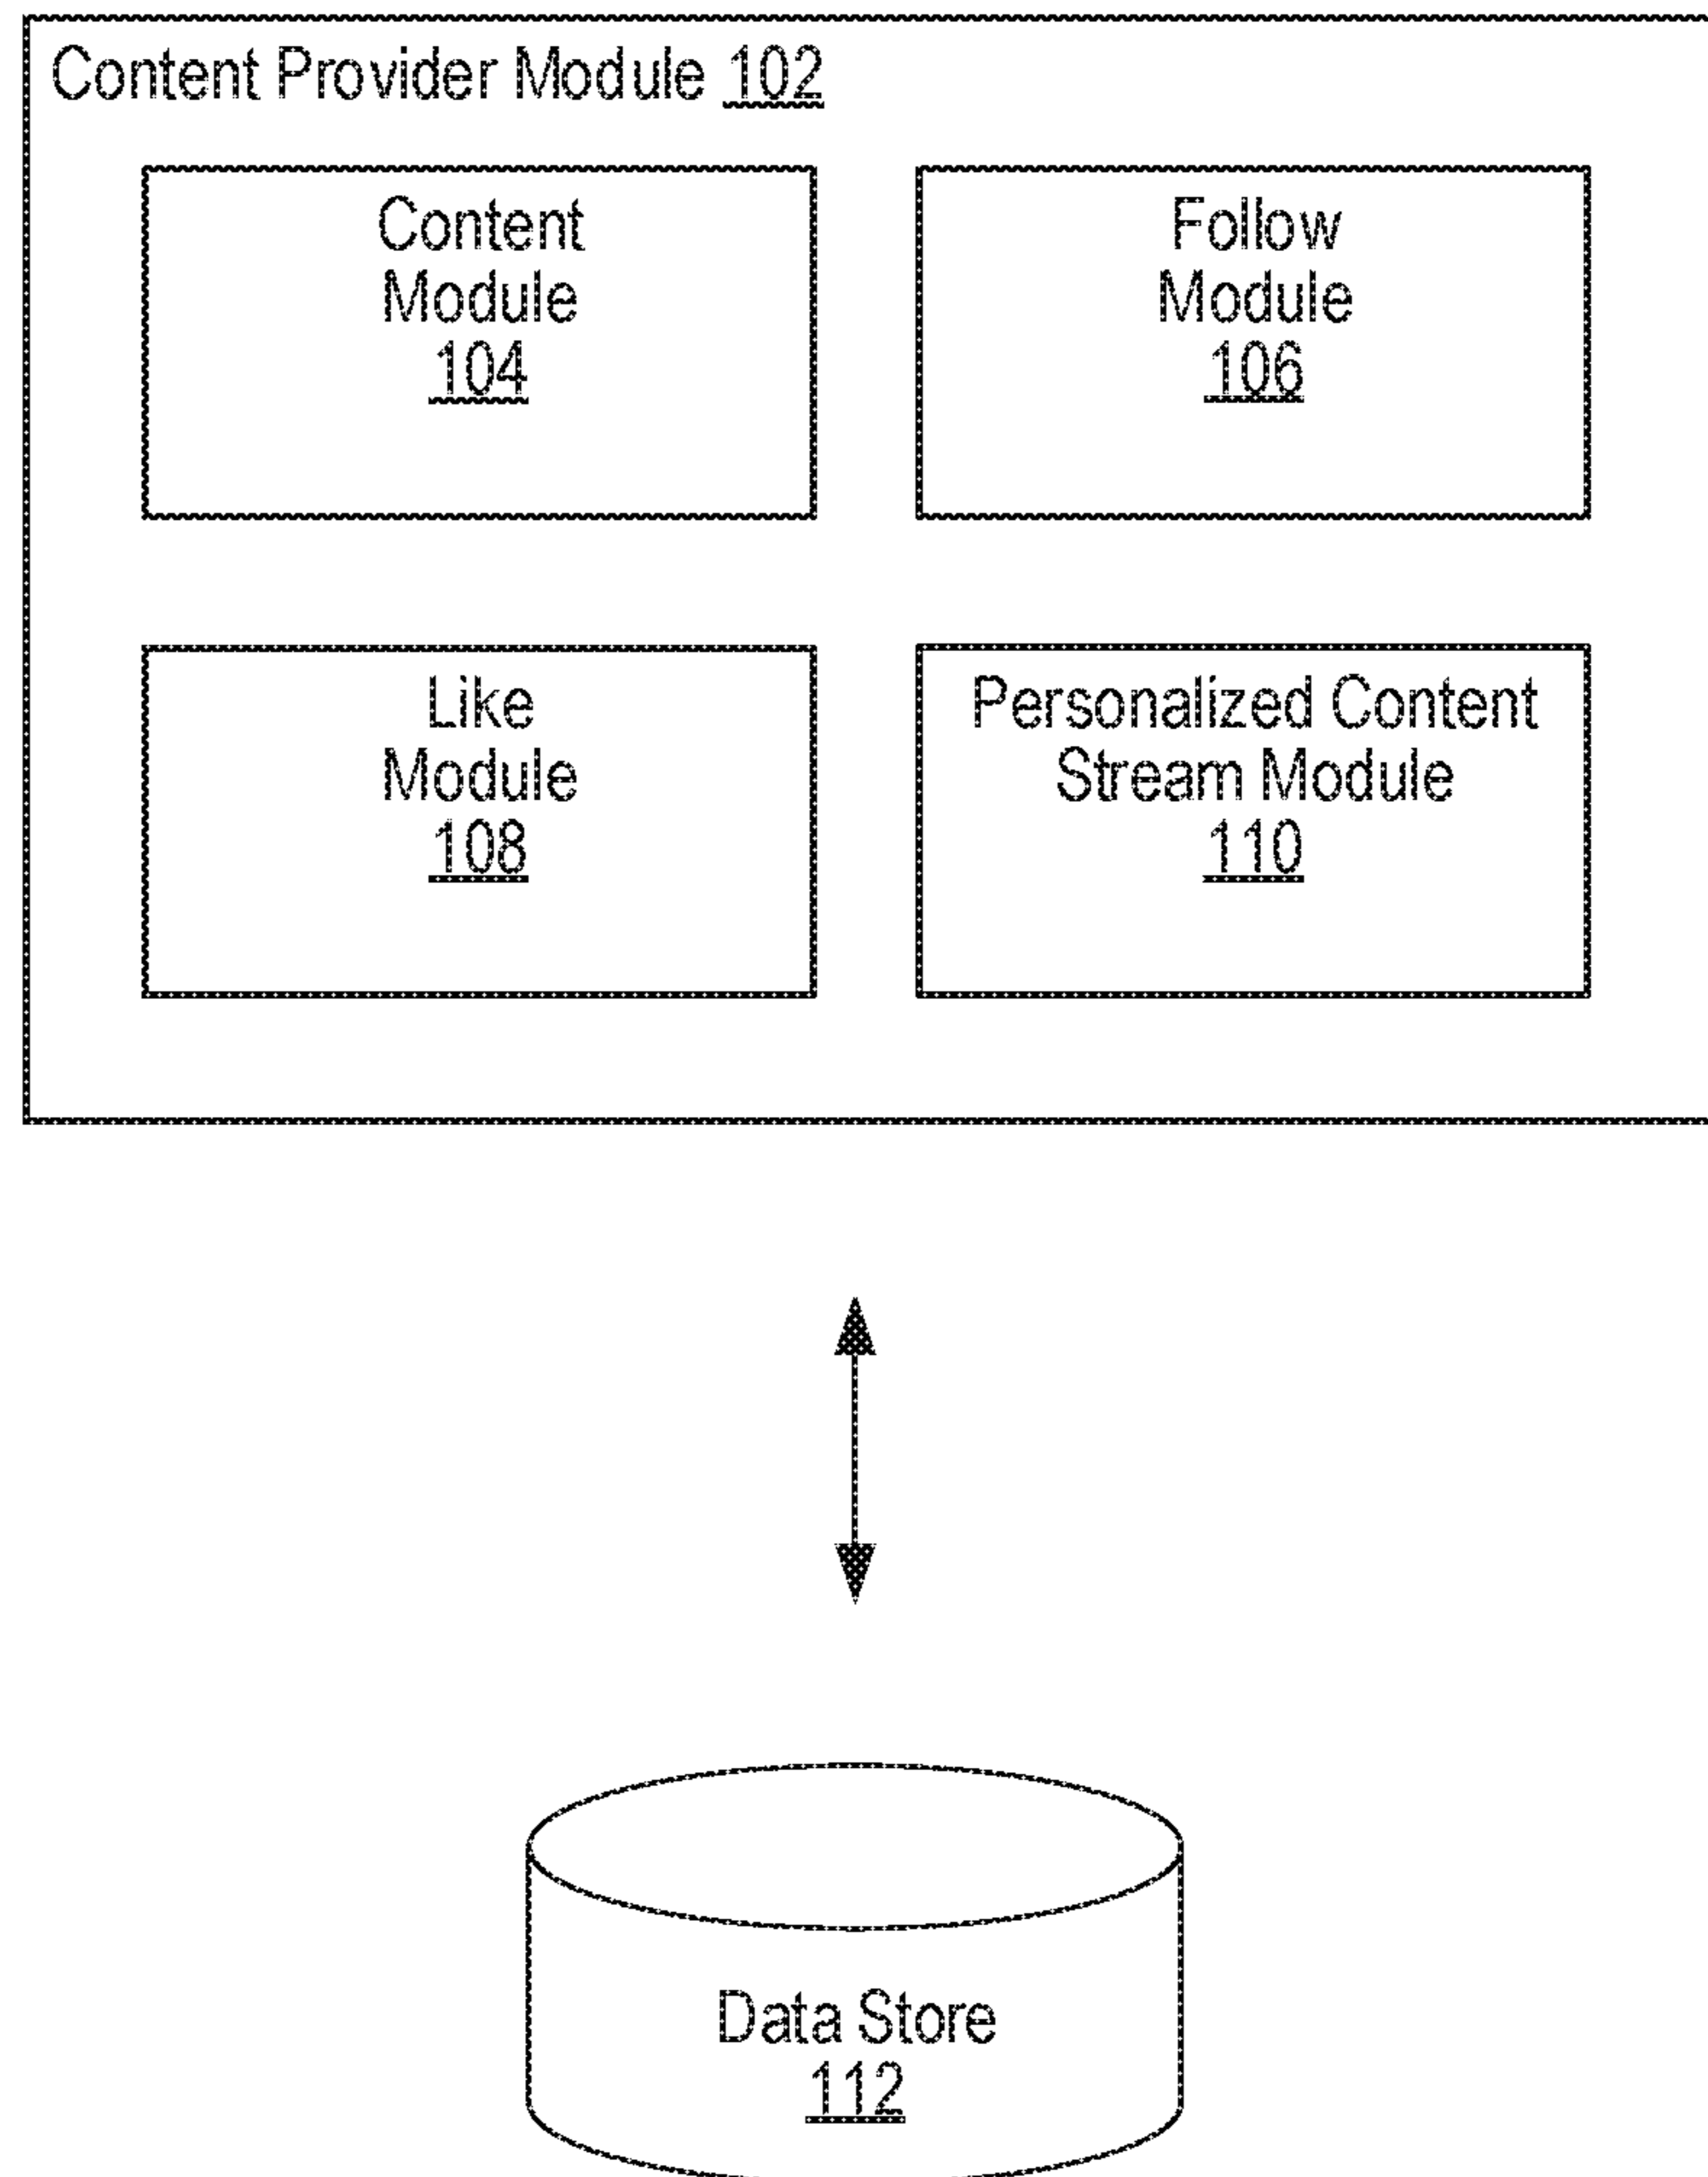 Content Provider Module 102
Content
Module
104
Follow
Module
106
Like
Module
108
Personalized Content
Stream Module
110
Data Store
112